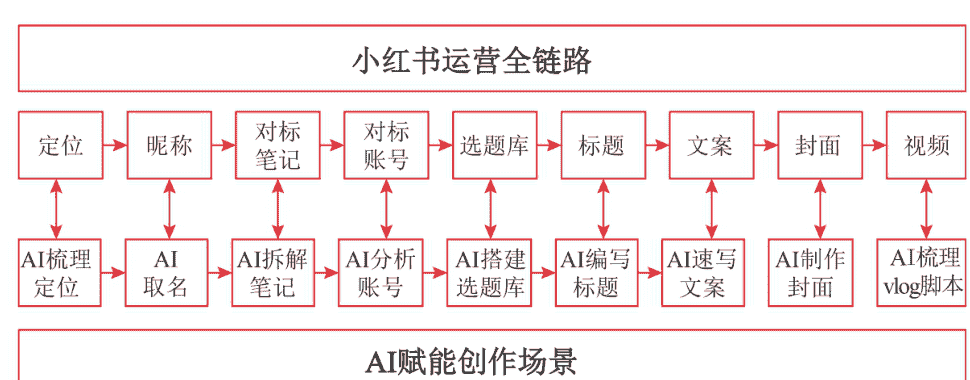 小红书运营全链路
定位
昵称
对标
笔记
对标
账号
选题库
标题
文案
封面
视频
AI梳理
定位
AI
取名
AI拆解
笔记
AI分析
账号
AI搭建
选题库
AI编写
标题
AI速写
文案
AI制作
封面
AI梳理
vlog脚本
AI赋能创作场景